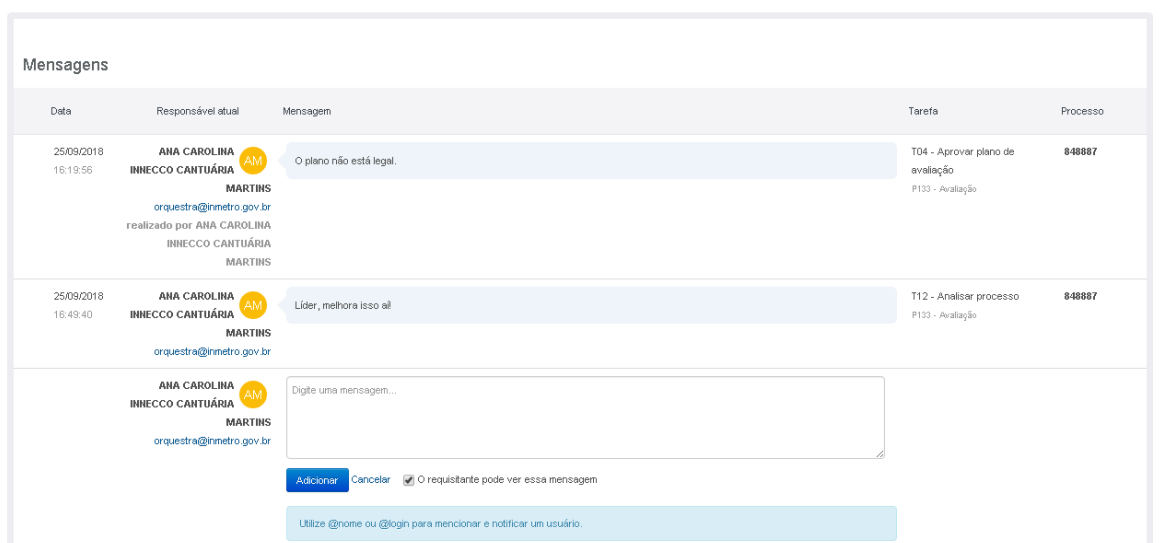 Mensagens
Data Responsável atual Mensagem Tarefa Processo
25/09/2018 ANA CAROLINA AM O plano não está legal. T04 - Aprovar plano de 848887
16:19:56 INNECCO CANTUÁRIA avaliação
MARTINS P133 - Avaliação
orquestra@inmetro.gov.br
realizado por ANA CAROLINA
INNECCO CANTUÁRIA
MARTINS
25/09/2018 ANA CAROLINA AM Líder, melhora isso aí! T12 - Analisar processo 848887
16:49:40 INNECCO CANTUÁRIA P133 - Avaliação
MARTINS
orquestra@inmetro.gov.br
ANA CAROLINA AM Digite uma mensagem...
INNECCO CANTUÁRIA
MARTINS
orquestra@inmetro.gov.br
Adicionar Cancelar O requisitante pode ver essa mensagem
Utilize @nome ou @login para mencionar e notificar um usuário.